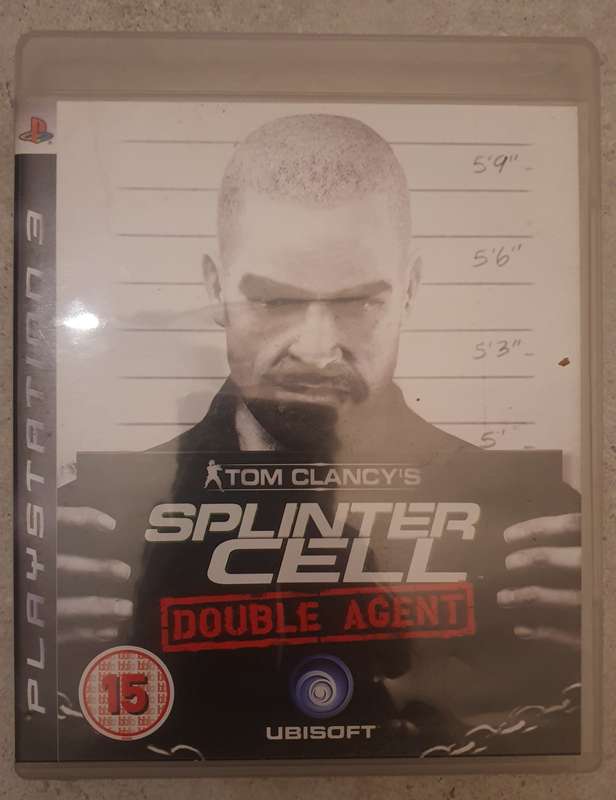 PLAYSTATION 3
5'9"
5'6"
5'3"
5'
TOM CLANCY'S
SPLINTER
CELL
DOUBLE AGENT
15
UBISOFT